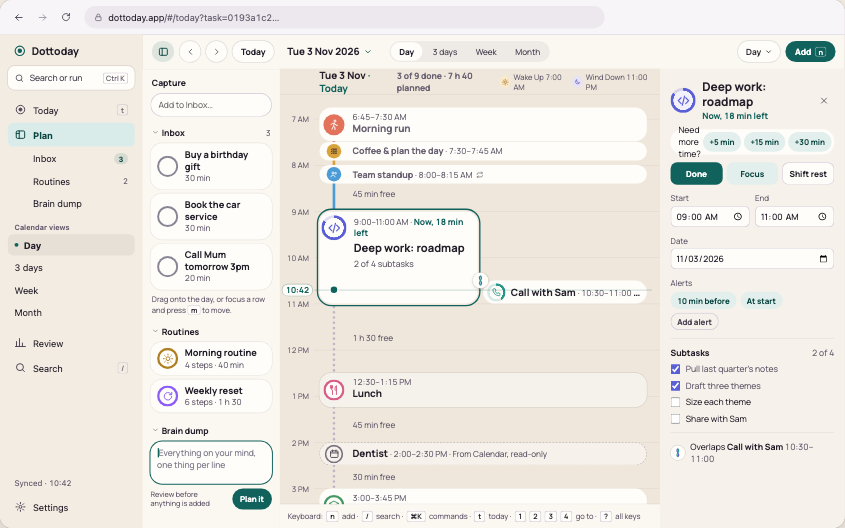 dottoday.app/#/today?task=0193a1c2...
Dottoday
Search or run
Ctrl K
Today
t
Plan
Inbox
3
Routines
2
Brain dump
Calendar views
Day
3 days
Week
Month
Review
Search
/
Synced · 10:42
Settings
Today
Tue 3 Nov 2026
Day
3 days
Week
Month
Day
Add n
Capture
Add to Inbox...
Inbox
3
Buy a birthday
gift
30 min
Book the car
service
30 min
Call Mum
tomorrow 3pm
20 min
Drag onto the day, or focus a row
and press m to move.
Routines
Morning routine
4 steps · 40 min
Weekly reset
6 steps · 1 h 30
Brain dump
Everything on your mind,
one thing per line
Review before
anything is added
Plan it
Tue 3 Nov ·
Today
3 of 9 done · 7 h 40
planned
Wake Up 7:00
AM
Wind Down 11:00
PM
7 AM
6:45–7:30 AM
Morning run
Coffee & plan the day · 7:30–7:45 AM
8 AM
Team standup · 8:00–8:15 AM
45 min free
9 AM
9:00–11:00 AM · Now, 18 min
left
Deep work: roadmap
2 of 4 subtasks
10 AM
10:42
Call with Sam · 10:30–11:00 ...
11 AM
1 h 30 free
12 PM
12:30–1:15 PM
Lunch
1 PM
45 min free
2 PM
Dentist · 2:00–2:30 PM · From Calendar, read-only
30 min free
3 PM
3:00–3:45 PM
Keyboard: n add · / search · ⌘K commands · t today · 1 2 3 4 go to · ? all keys
Deep work:
roadmap
Now, 18 min left
Need
more
time?
+5 min
+15 min
+30 min
Done
Focus
Shift rest
Start
End
09:00 AM
11:00 AM
Date
11/03/2026
Alerts
10 min before
At start
Add alert
Subtasks
2 of 4
Pull last quarter's notes
Draft three themes
Size each theme
Share with Sam
Overlaps Call with Sam 10:30–
11:00